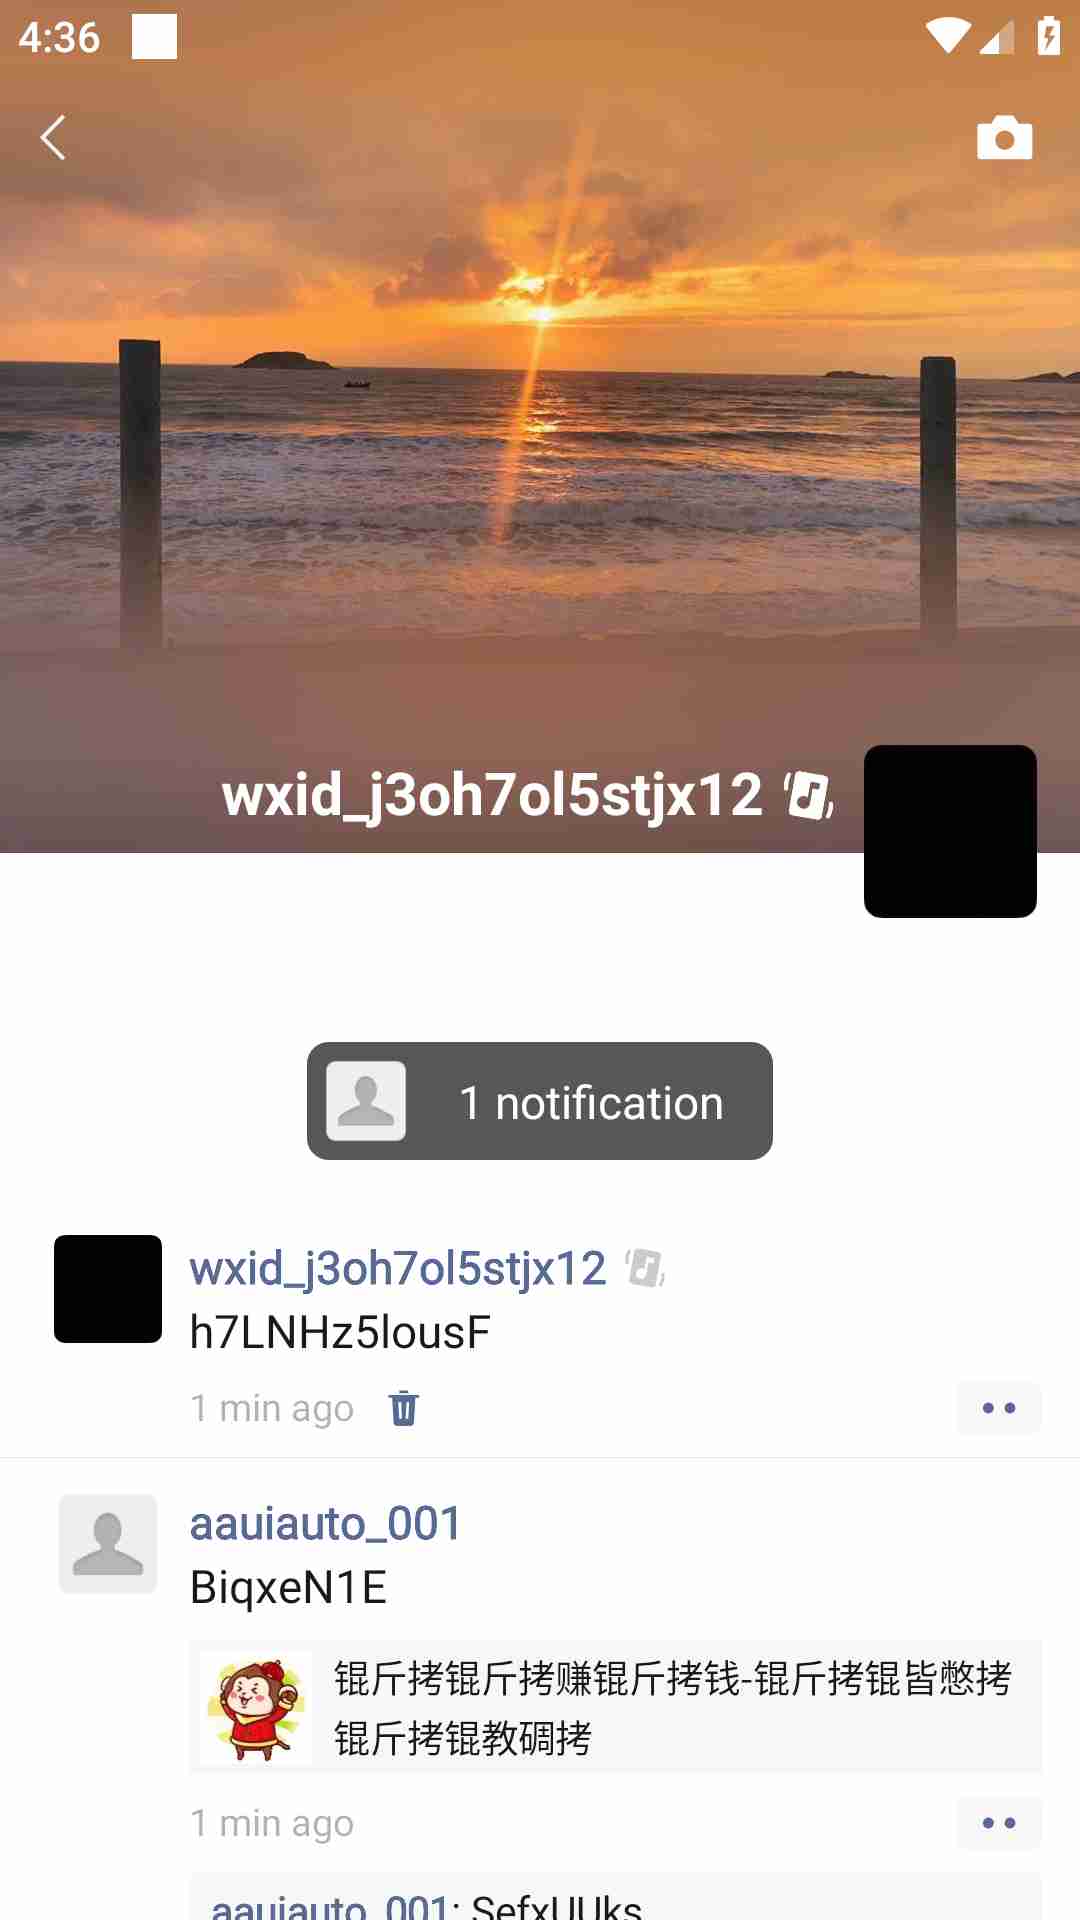 4:36
wxid_j3oh7ol5stjx12
1 notification
wxid_j3oh7ol5stjx12
h7LNHz5lousF
1 min ago
aauiauto_001
BiqxeN1E
锟斤拷锟斤拷赚锟斤拷钱-锟斤拷锟皆憋拷
锟斤拷锟教碉拷
1 min ago
aauiauto_001: SefxUUks